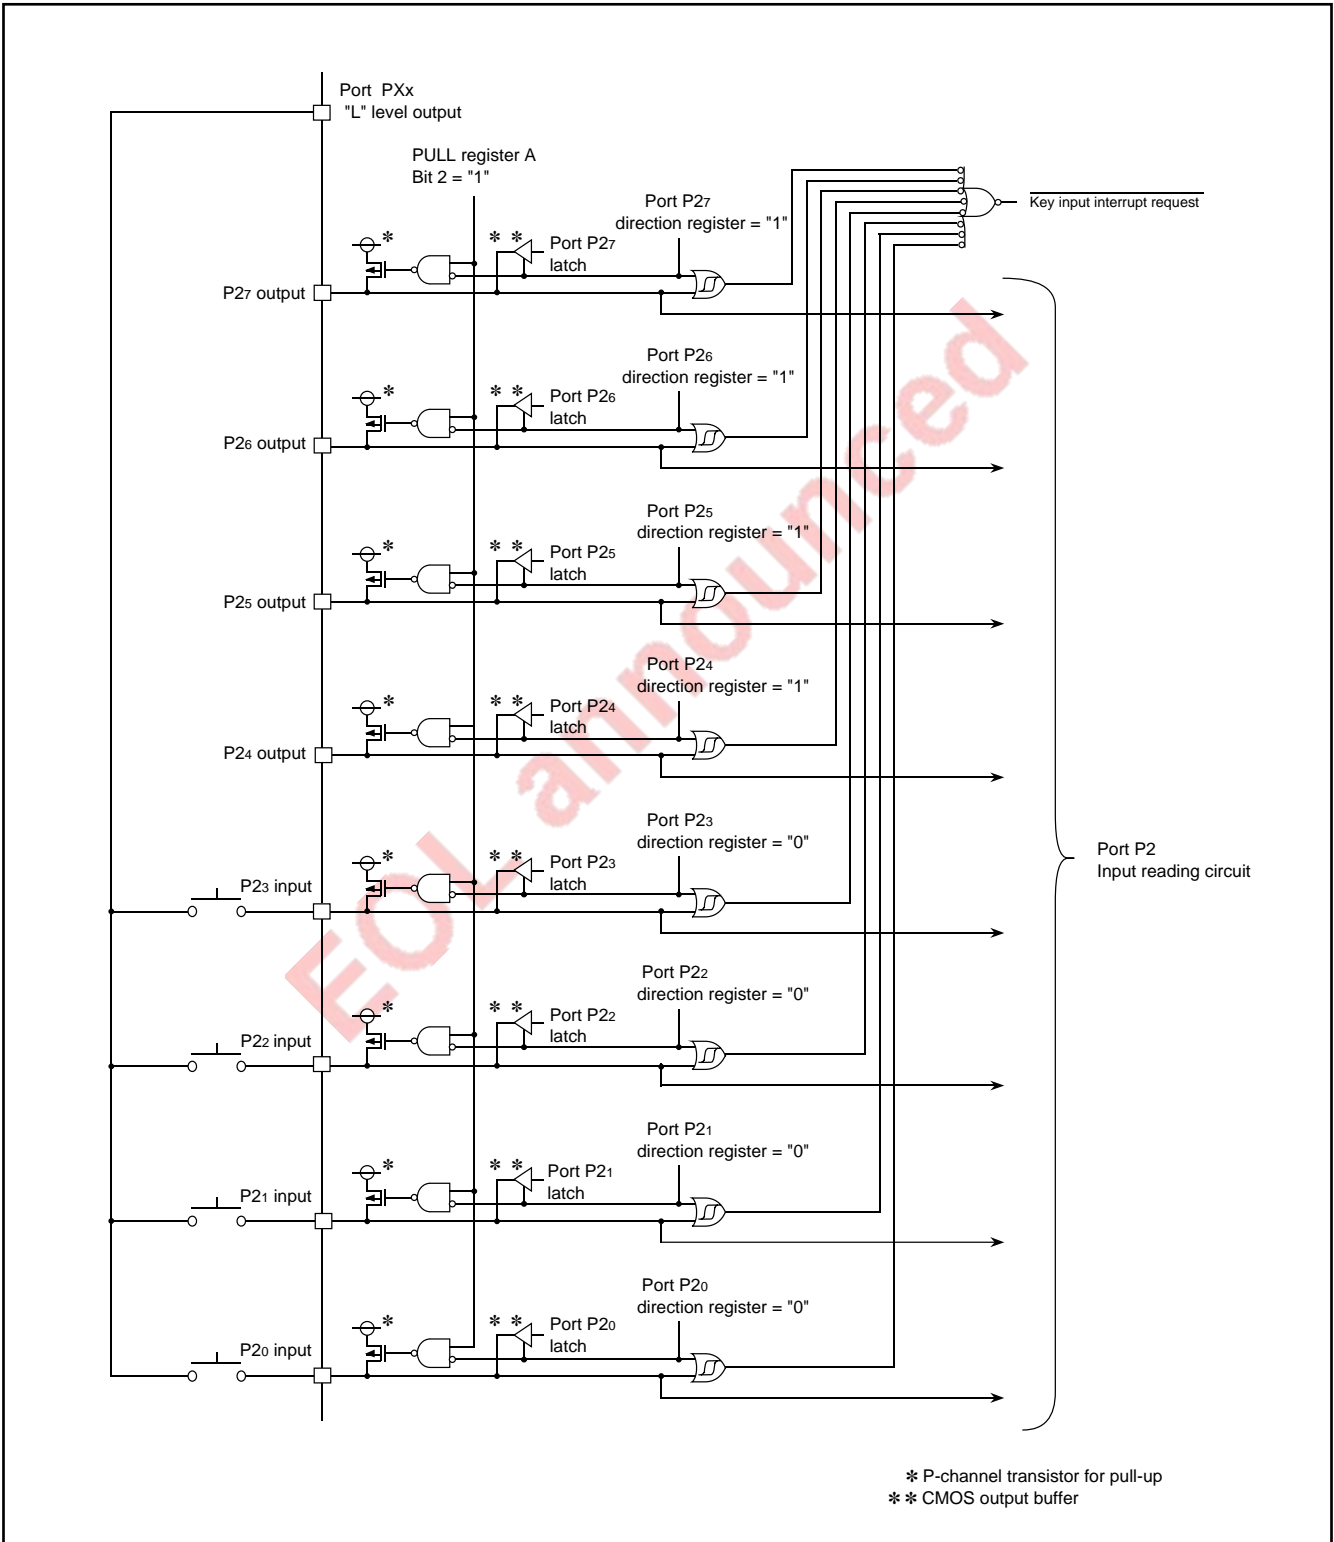 Port PXx
"L" level output
PULL register A
Bit 2 = "1"
Port P27
direction register = "1"
Key input interrupt request
*
* *
Port P27
latch
P27 output
Port P26
direction register = "1"
*
* *
Port P26
latch
P26 output
Port P25
direction register = "1"
*
* *
Port P25
latch
P25 output
Port P24
direction register = "1"
*
* *
Port P24
latch
P24 output
Port P23
direction register = "0"
*
* *
Port P23
latch
P23 input
Port P2
Input reading circuit
Port P22
direction register = "0"
*
* *
Port P22
latch
P22 input
Port P21
direction register = "0"
*
* *
Port P21
latch
P21 input
Port P20
direction register = "0"
*
* *
Port P20
latch
P20 input
* P-channel transistor for pull-up
* * CMOS output buffer
EOL announced